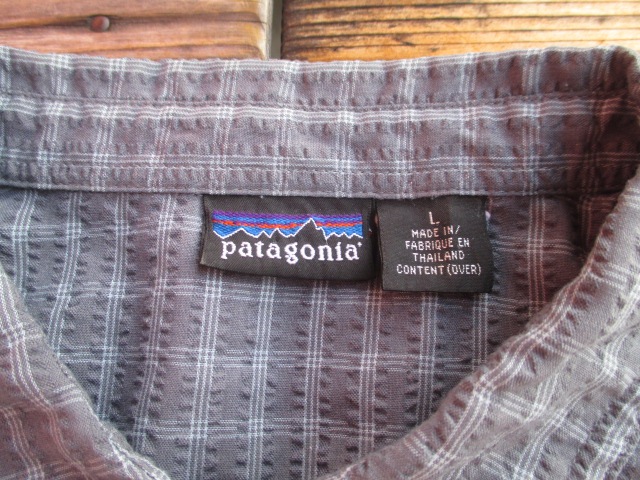 patagonia®
L
MADE IN/
FABRIQUE EN
THAILAND
CONTENT (OVER)